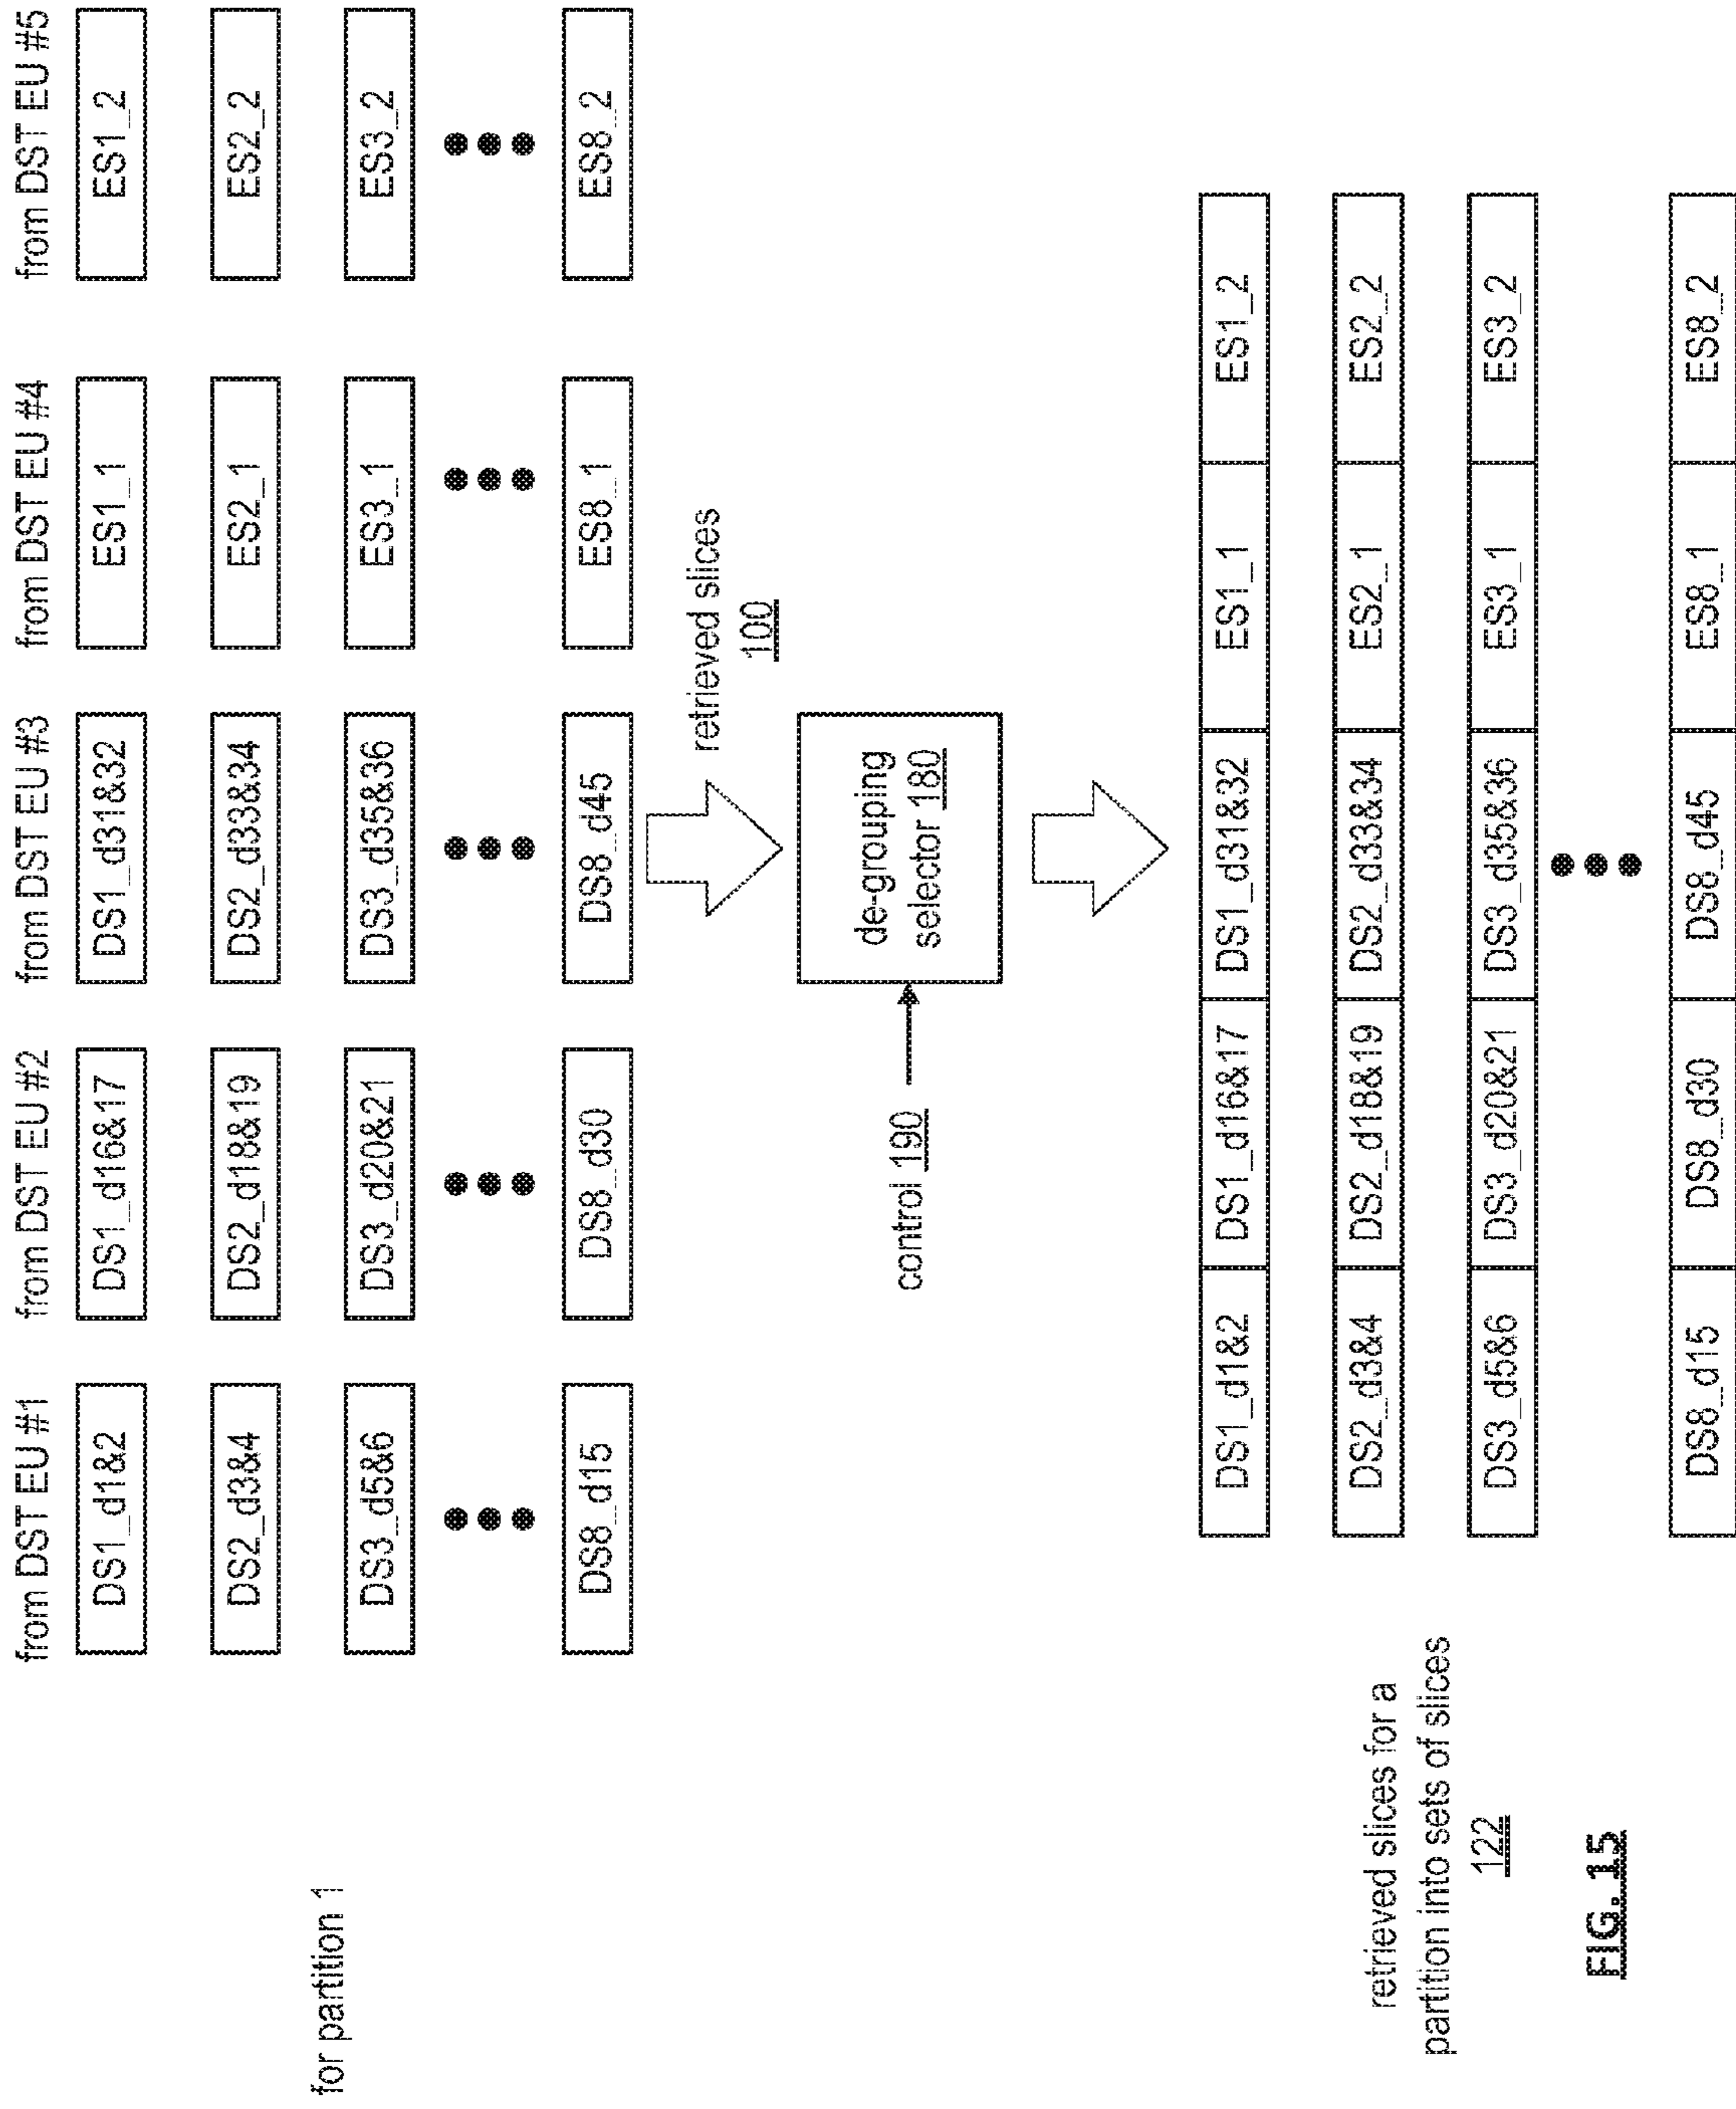 from DST EU #1
from DST EU #2
from DST EU #3
from DST EU #4
from DST EU #5
DS1_d1&2
DS1_d16&17
DS1_d31&32
ES1_1
ES1_2
DS2_d3&4
DS2_d18&19
DS2_d33&34
ES2_1
ES2_2
for partition 1
DS3_d5&6
DS3_d20&21
DS3_d35&36
ES3_1
ES3_2
DS8_d15
DS8_d30
DS8_d45
ES8_1
ES8_2
retrieved slices
100
control 190
de-grouping
selector 180
DS1_d1&2
DS1_d16&17
DS1_d31&32
ES1_1
ES1_2
retrieved slices for a
partition into sets of slices
122
DS2_d3&4
DS2_d18&19
DS2_d33&34
ES2_1
ES2_2
DS3_d5&6
DS3_d20&21
DS3_d35&36
ES3_1
ES3_2
DS8_d15
DS8_d30
DS8_d45
ES8_1
ES8_2
FIG. 15